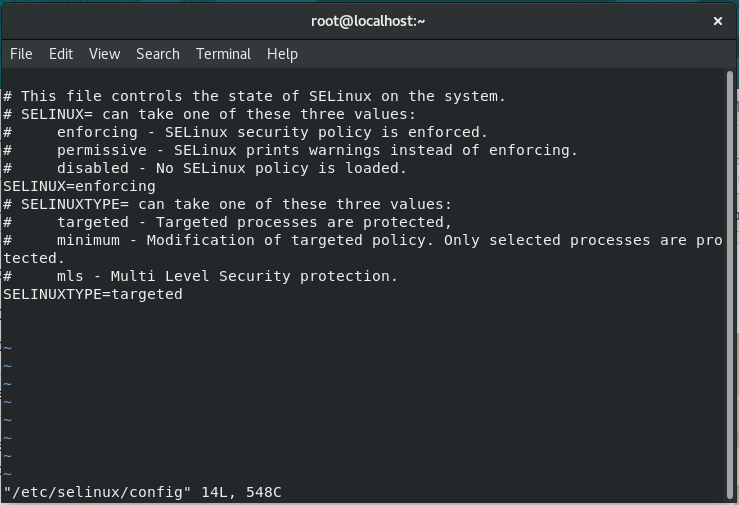 root@localhost:~
×
File Edit View Search Terminal Help
# This file controls the state of SELinux on the system.
# SELINUX= can take one of these three values:
#     enforcing - SELinux security policy is enforced.
#     permissive - SELinux prints warnings instead of enforcing.
#     disabled - No SELinux policy is loaded.
SELINUX=enforcing
# SELINUXTYPE= can take one of these three values:
#     targeted - Targeted processes are protected,
#     minimum - Modification of targeted policy. Only selected processes are pro
tected.
#     mls - Multi Level Security protection.
SELINUXTYPE=targeted
~
~
~
~
~
~
~
~
"/etc/selinux/config" 14L, 548C